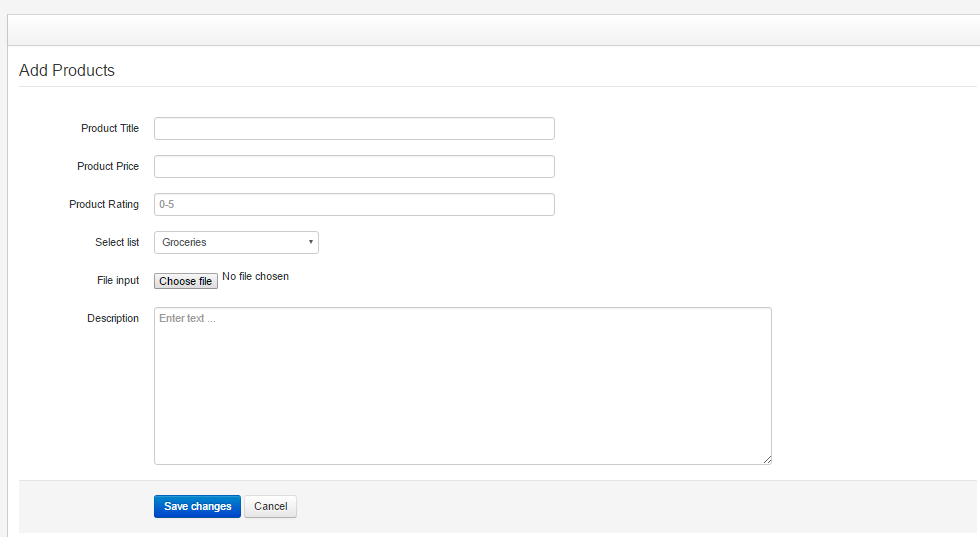 Add Products
Product Title
Product Price
Product Rating 0-5
Select list Groceries
File input Choose file No file chosen
Description Enter text ...
Save changes Cancel